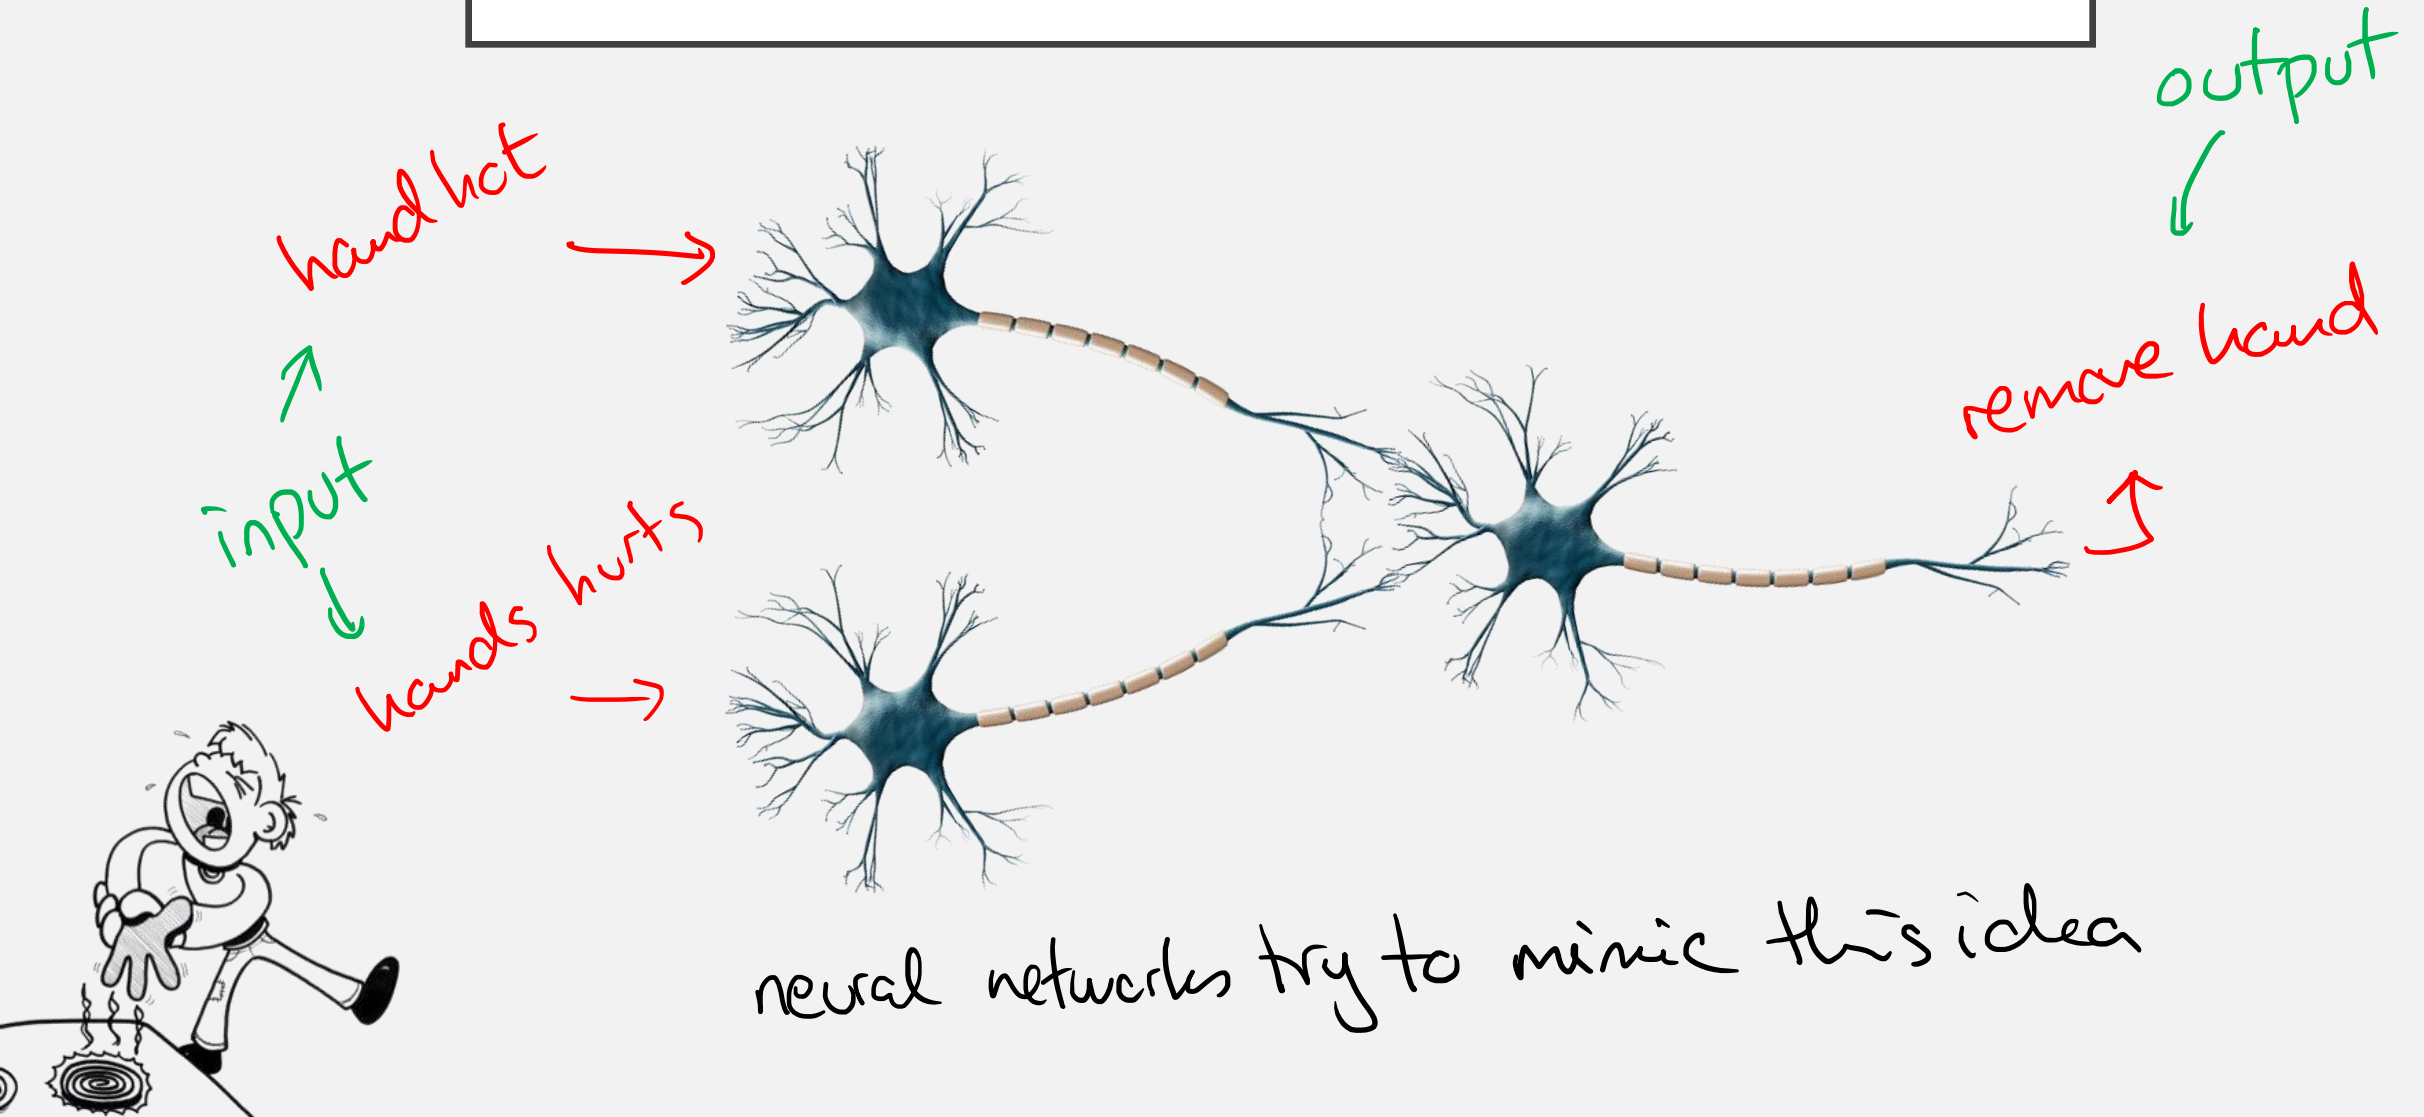 output
hand hot
remove hand
input
hands hurts
neural networks try to mimic this idea